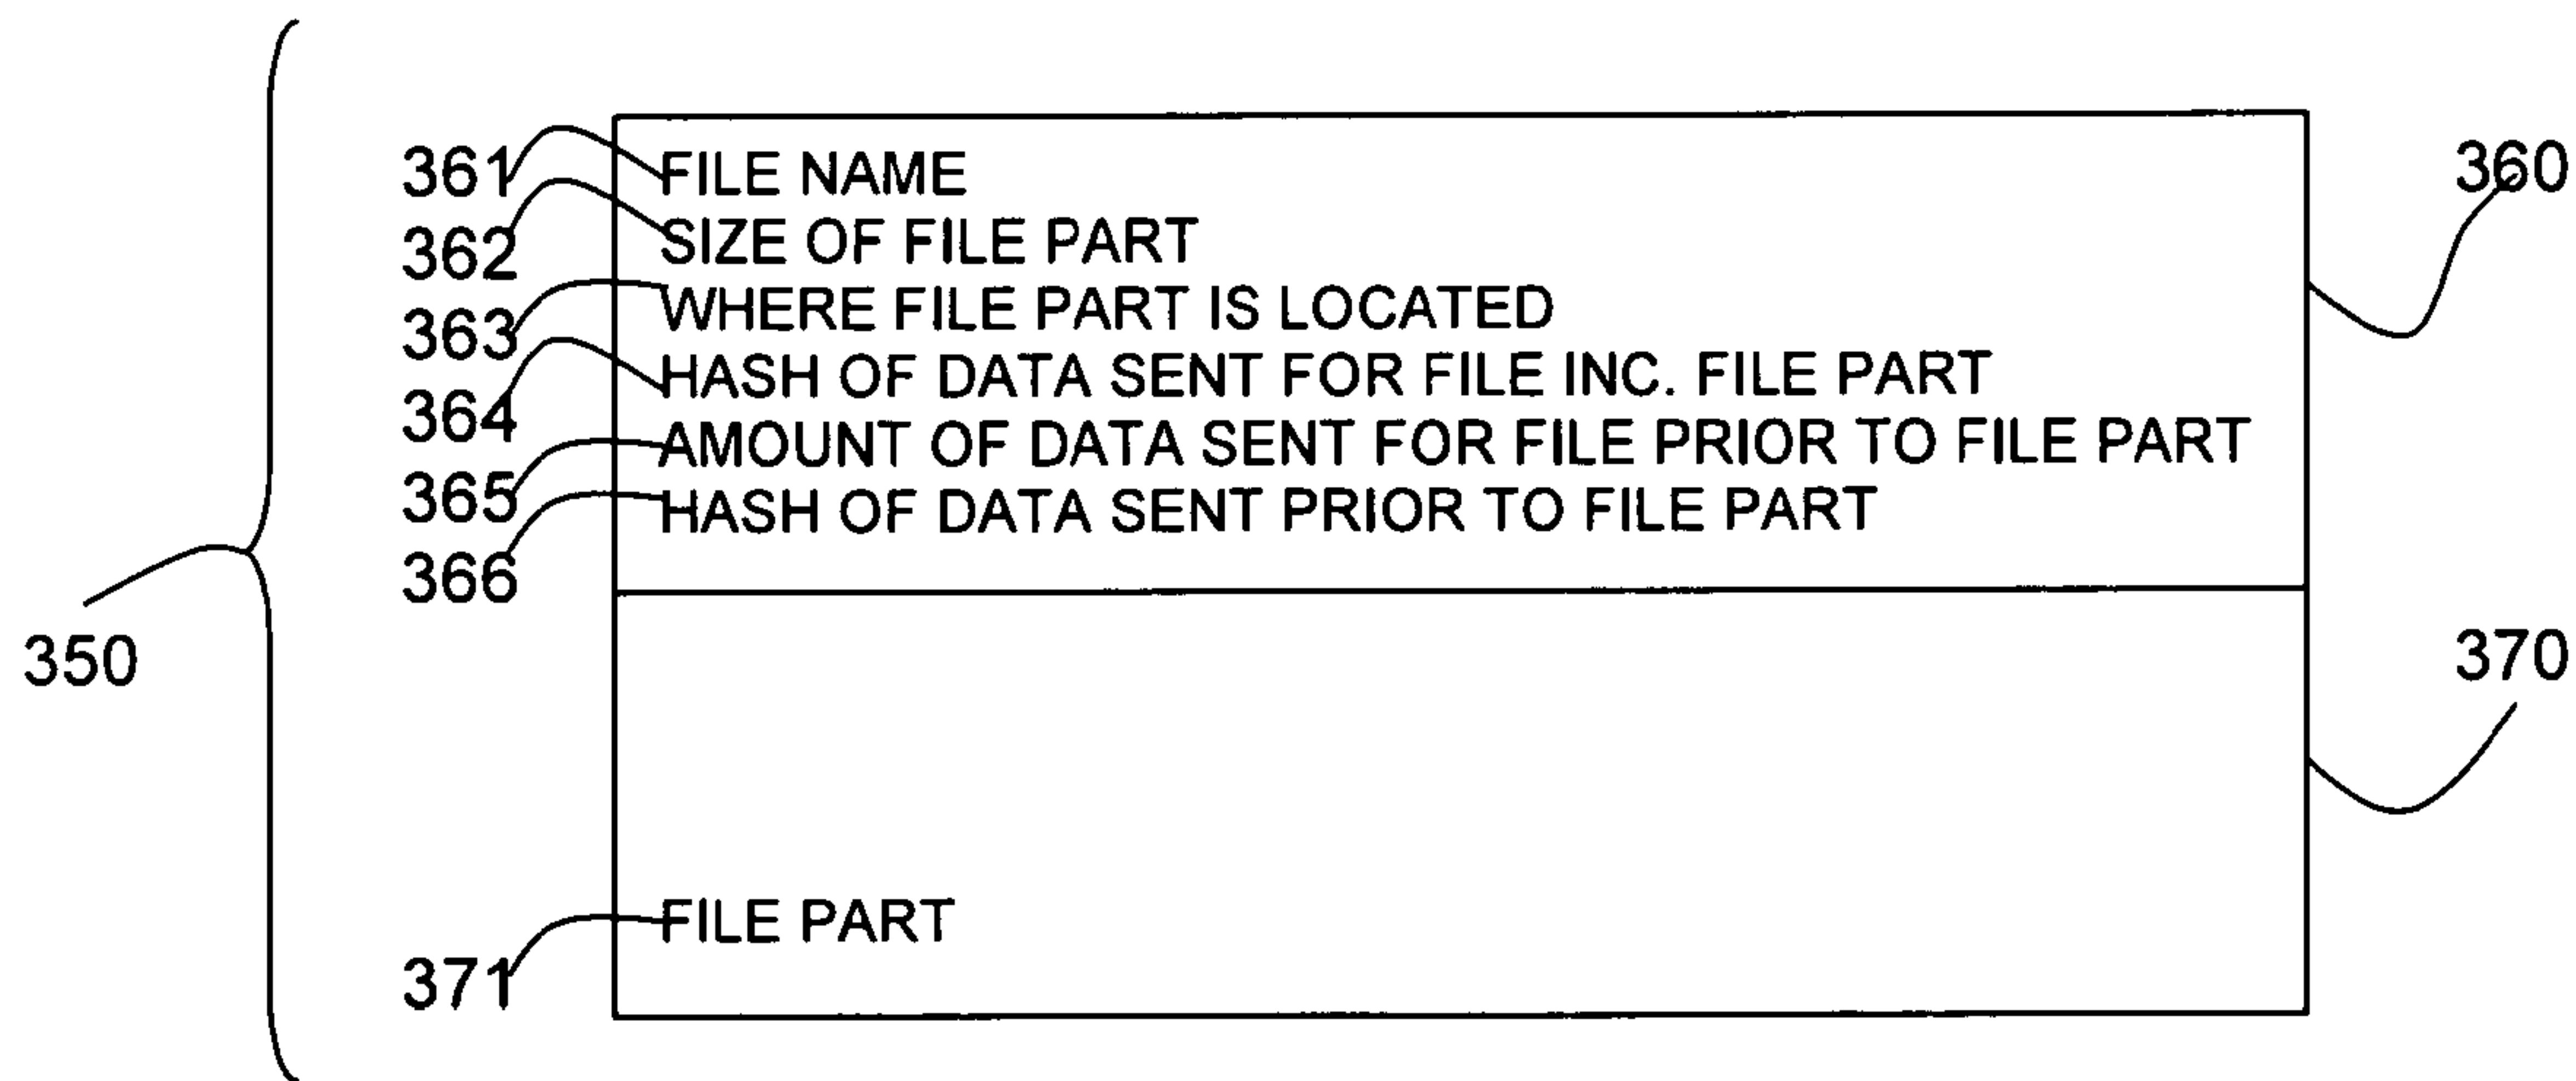 361 FILE NAME 360
362 SIZE OF FILE PART
363 WHERE FILE PART IS LOCATED
364 HASH OF DATA SENT FOR FILE INC. FILE PART
365 AMOUNT OF DATA SENT FOR FILE PRIOR TO FILE PART
366 HASH OF DATA SENT PRIOR TO FILE PART
350 370
371 FILE PART